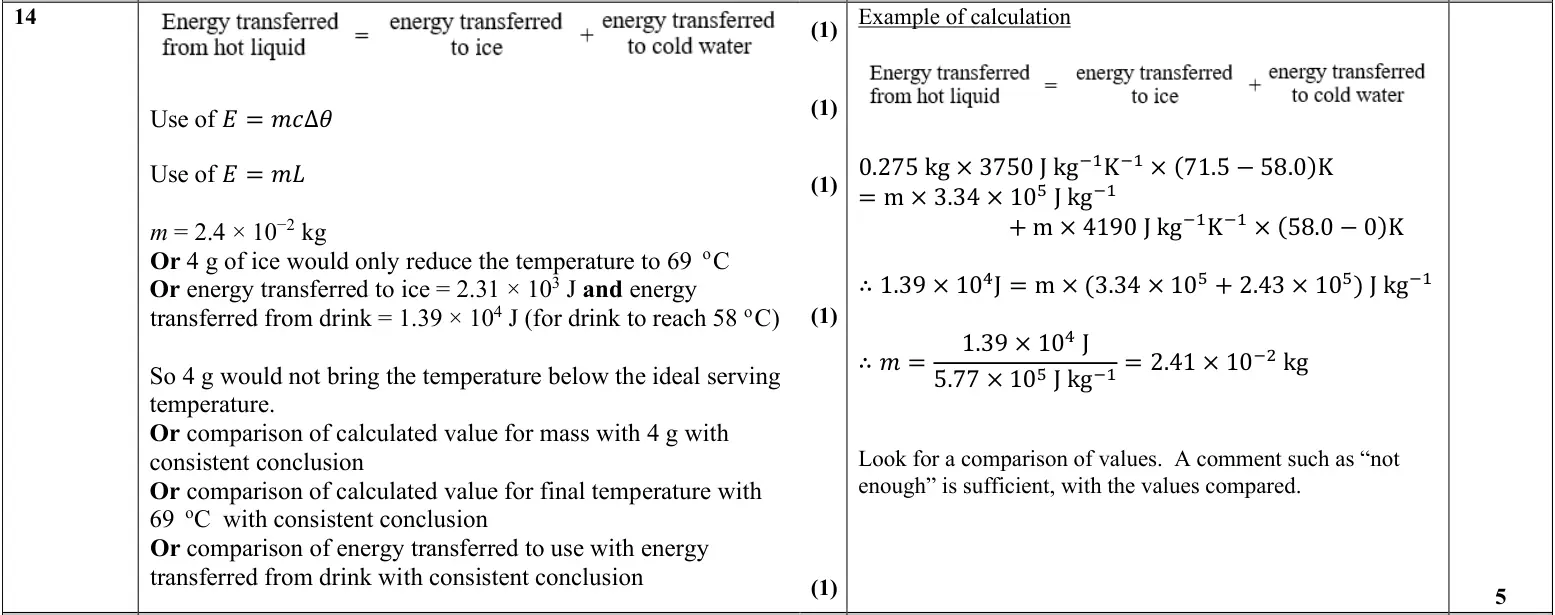 14
Energy transferred from hot liquid = energy transferred to ice + energy transferred to cold water (1)
Use of E = mcΔθ (1)
Use of E = mL (1)
m = 2.4 × 10⁻² kg
Or 4 g of ice would only reduce the temperature to 69 ᵒC
Or energy transferred to ice = 2.31 × 10³ J and energy
transferred from drink = 1.39 × 10⁴ J (for drink to reach 58 ᵒC) (1)
So 4 g would not bring the temperature below the ideal serving
temperature.
Or comparison of calculated value for mass with 4 g with
consistent conclusion
Or comparison of calculated value for final temperature with
69 ᵒC with consistent conclusion
Or comparison of energy transferred to use with energy
transferred from drink with consistent conclusion (1)
Example of calculation
Energy transferred from hot liquid = energy transferred to ice + energy transferred to cold water
0.275 kg × 3750 J kg⁻¹K⁻¹ × (71.5 − 58.0)K
= m × 3.34 × 10⁵ J kg⁻¹
+ m × 4190 J kg⁻¹K⁻¹ × (58.0 − 0)K
∴ 1.39 × 10⁴J = m × (3.34 × 10⁵ + 2.43 × 10⁵) J kg⁻¹
∴ m = 1.39 × 10⁴ J / 5.77 × 10⁵ J kg⁻¹ = 2.41 × 10⁻² kg
Look for a comparison of values. A comment such as “not
enough” is sufficient, with the values compared.
5